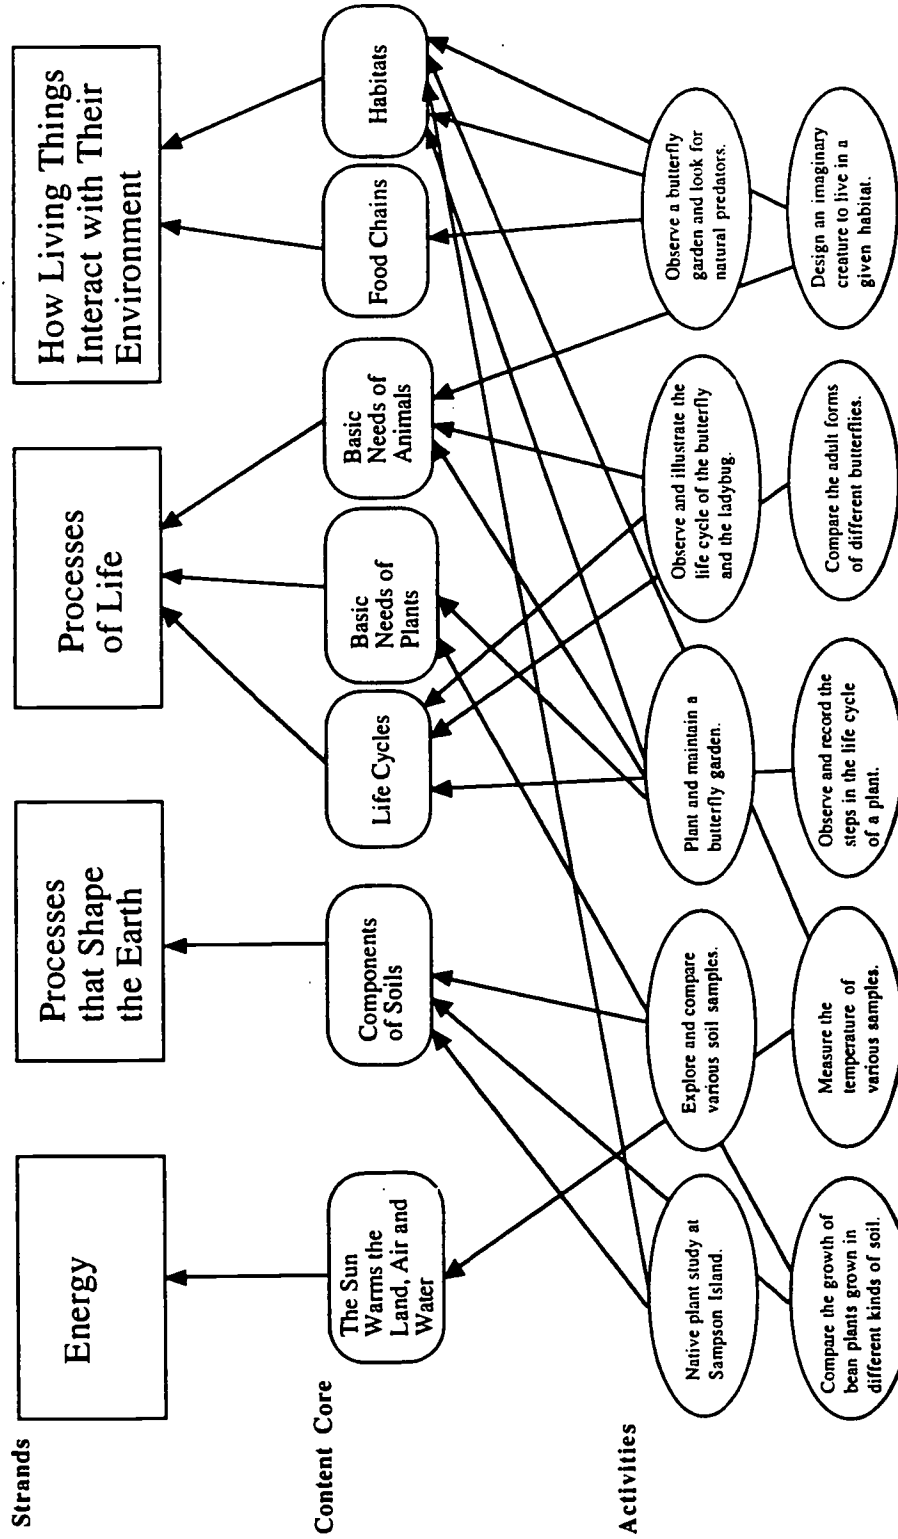 Strands
Energy
Processes
that Shape
the Earth
Processes
of Life
How Living Things
Interact with Their
Environment
Content Core
The Sun
Warms the
Land, Air and
Water
Components
of Soils
Life Cycles
Basic
Needs of
Plants
Basic
Needs of
Animals
Food Chains
Habitats
Activities
Native plant study at
Sampson Island.
Explore and compare
various soil samples.
Plant and maintain a
butterfly garden.
Observe and illustrate the
life cycle of the butterfly
and the ladybug.
Observe a butterfly
garden and look for
natural predators.
Compare the growth of
bean plants grown in
different kinds of soil.
Measure the
temperature of
various samples.
Observe and record the
steps in the life cycle
of a plant.
Compare the adult forms
of different butterflies.
Design an imaginary
creature to live in a
given habitat.